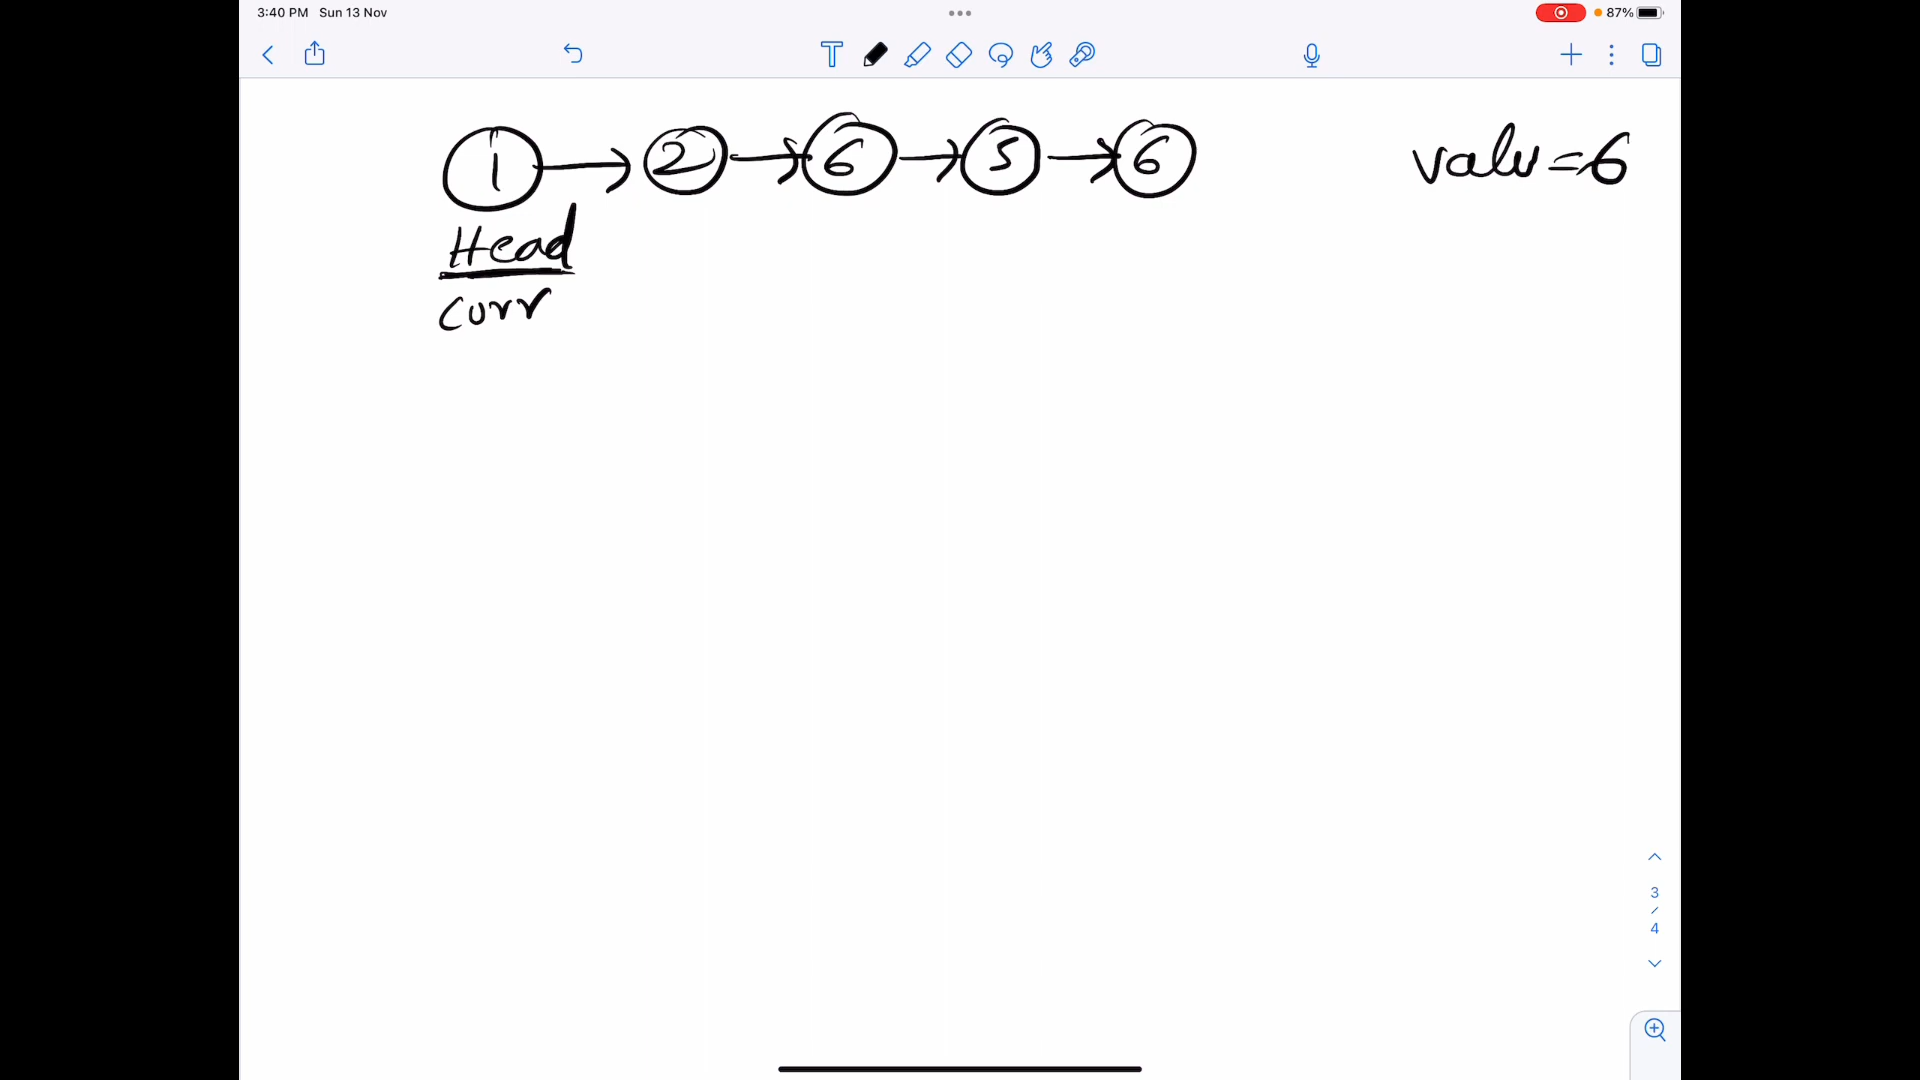 3:40 PM Sun 13 Nov
87%
T
1 → 2 → 6 → 5 → 6
valu = 6
Head
curr
3
/
4